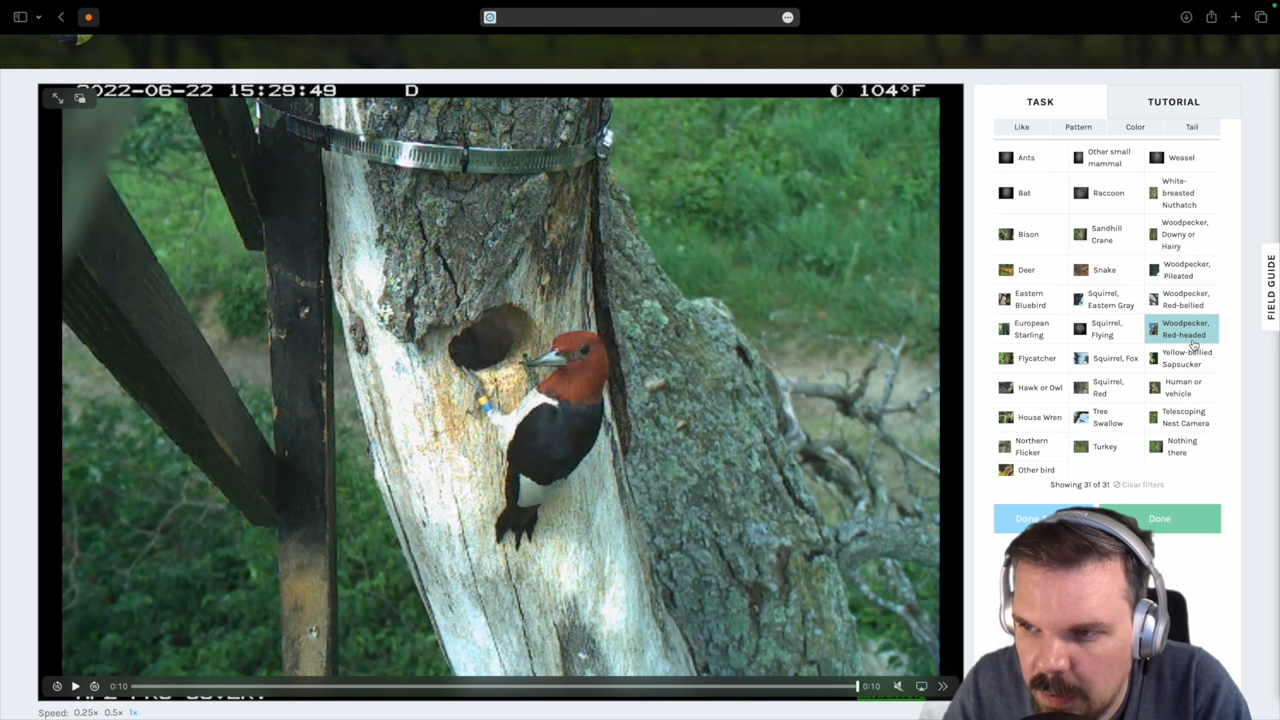 2022-06-22 15:29:49 D 104°F
TASK
TUTORIAL
Like
Pattern
Color
Tail
Ants
Other small
mammal
Weasel
Bat
Raccoon
White-
breasted
Nuthatch
Bison
Sandhill
Crane
Woodpecker,
Downy or
Hairy
Deer
Snake
Woodpecker,
Pileated
Eastern
Bluebird
Squirrel,
Eastern Gray
Woodpecker,
Red-bellied
European
Starling
Squirrel,
Flying
Woodpecker,
Red-headed
Flycatcher
Squirrel, Fox
Yellow-bellied
Sapsucker
Hawk or Owl
Squirrel,
Red
Human or
vehicle
House Wren
Tree
Swallow
Telescoping
Nest Camera
Northern
Flicker
Turkey
Nothing
there
Other bird
Showing 31 of 31
Clear filters
Done
Done
FIELD GUIDE
0:10
0:10
Speed: 0.25× 0.5× 1×